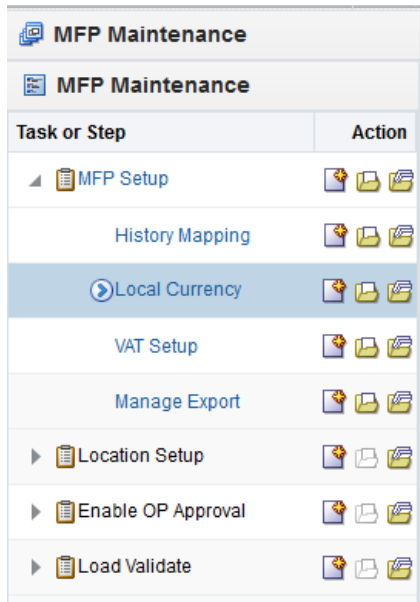 MFP Maintenance
MFP Maintenance
Task or Step Action
MFP Setup
History Mapping
Local Currency
VAT Setup
Manage Export
Location Setup
Enable OP Approval
Load Validate